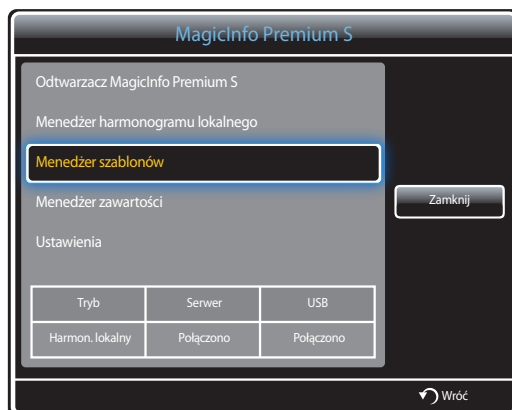 MagicInfo Premium S
Odtwarzacz MagicInfo Premium S
Menedżer harmonogramu lokalnego
Menedżer szablonów
Menedżer zawartości
Ustawienia
Zamknij
Tryb Serwer USB
Harmon. lokalny Połączono Połączono
Wróć